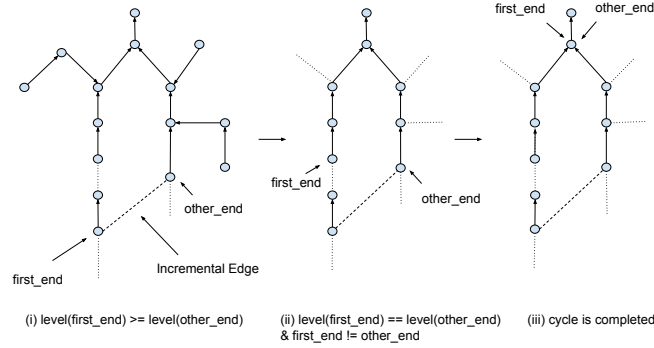 first_end
other_end
first_end
other_end
other_end
Incremental Edge
first_end
(i) level(first_end) >= level(other_end)
(ii) level(first_end) == level(other_end)
& first_end != other_end
(iii) cycle is completed